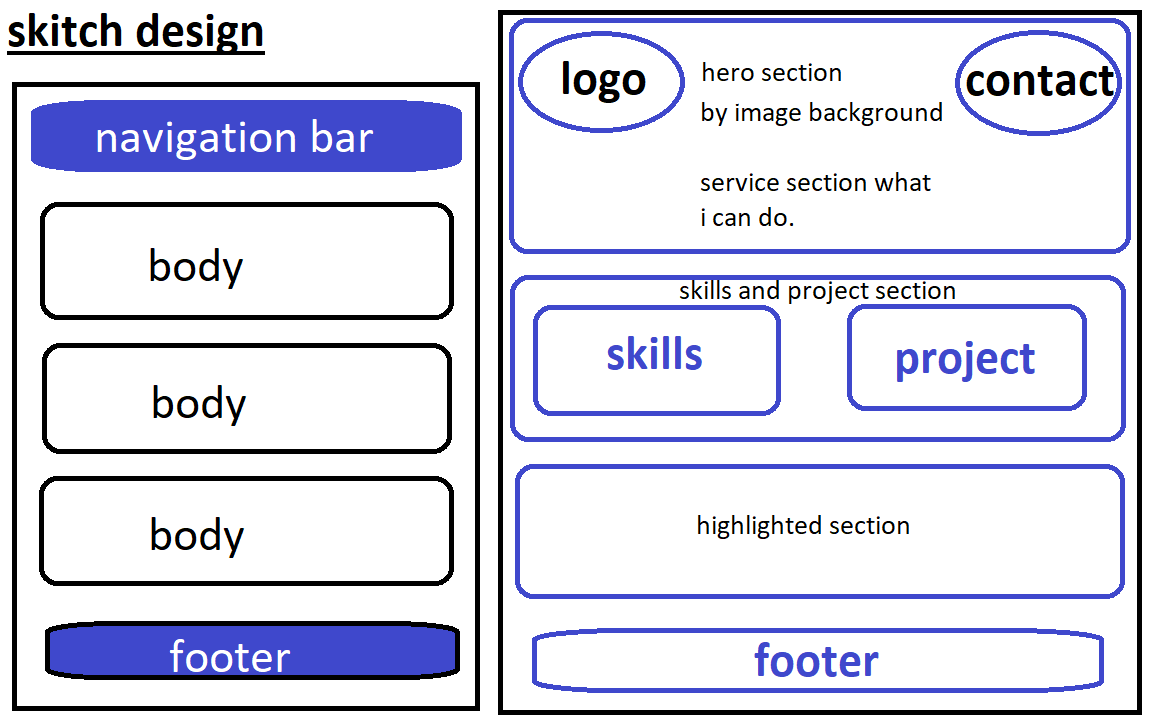 skitch design
navigation bar
body
body
body
footer
logo
hero section
by image background
contact
service section what
i can do.
skills and project section
skills
project
highlighted section
footer